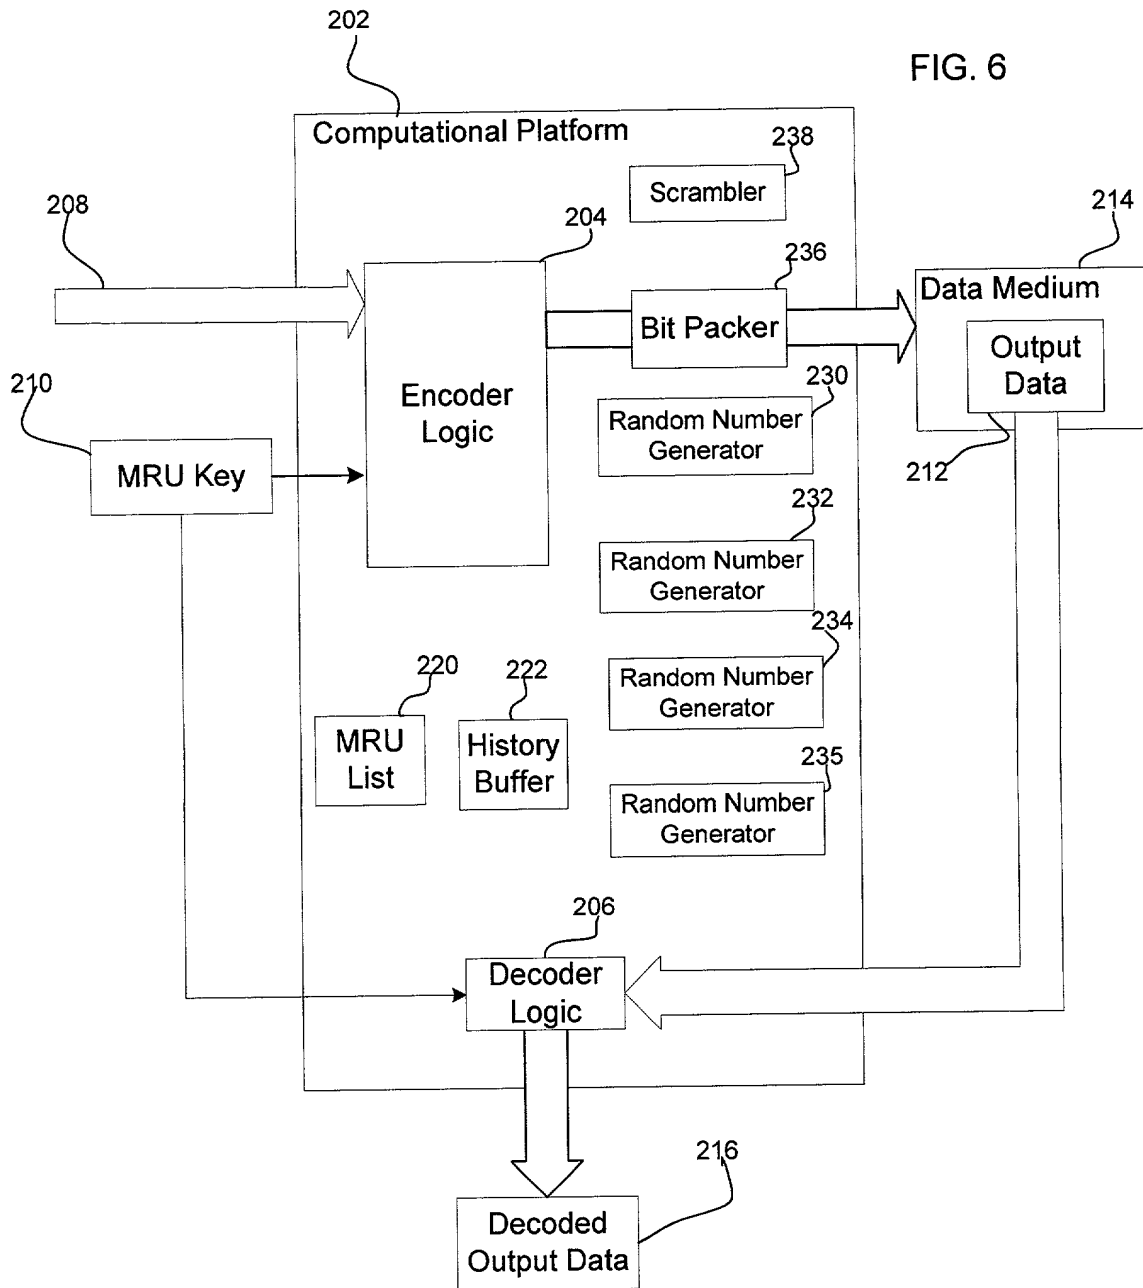 202
FIG. 6
Computational Platform
238
Scrambler
208
204
214
236
Data Medium
Bit Packer
Output
Data
210
230
Encoder
Logic
Random Number
Generator
212
MRU Key
232
Random Number
Generator
234
220
222
Random Number
Generator
MRU
List
History
Buffer
235
Random Number
Generator
206
Decoder
Logic
216
Decoded
Output Data